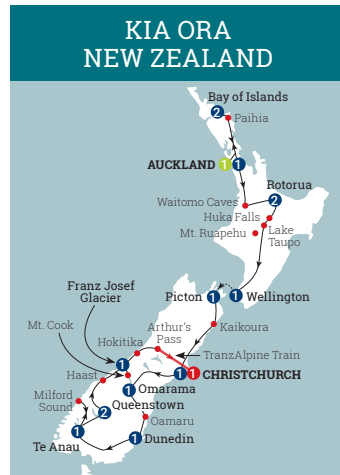 KIA ORA
NEW ZEALAND
Bay of Islands
2
Paihia
AUCKLAND
1
1
Rotorua
Waitomo Caves
2
Huka Falls
Mt. Ruapehu
Lake
Taupo
Franz Josef
Glacier
Picton
1
1
Wellington
Mt. Cook
Arthur's
Pass
Kaikoura
Hokitika
TranzAlpine Train
1
1
1
CHRISTCHURCH
Haast
1
Omarama
Milford
Sound
2
Queenstown
Oamaru
1
Te Anau
1
Dunedin